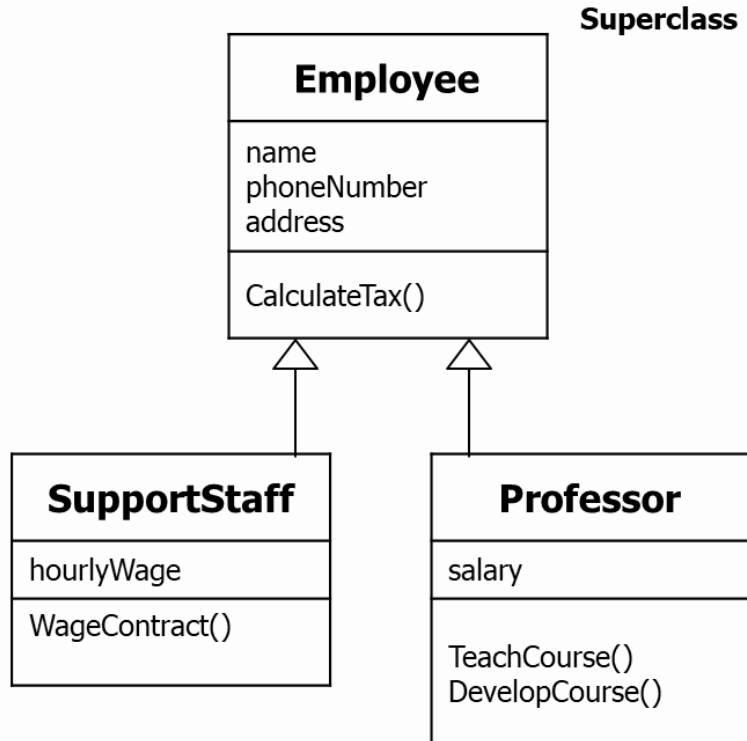 Superclass
Employee
name
phoneNumber
address
CalculateTax()
SupportStaff
hourlyWage
WageContract()
Professor
salary
TeachCourse()
DevelopCourse()